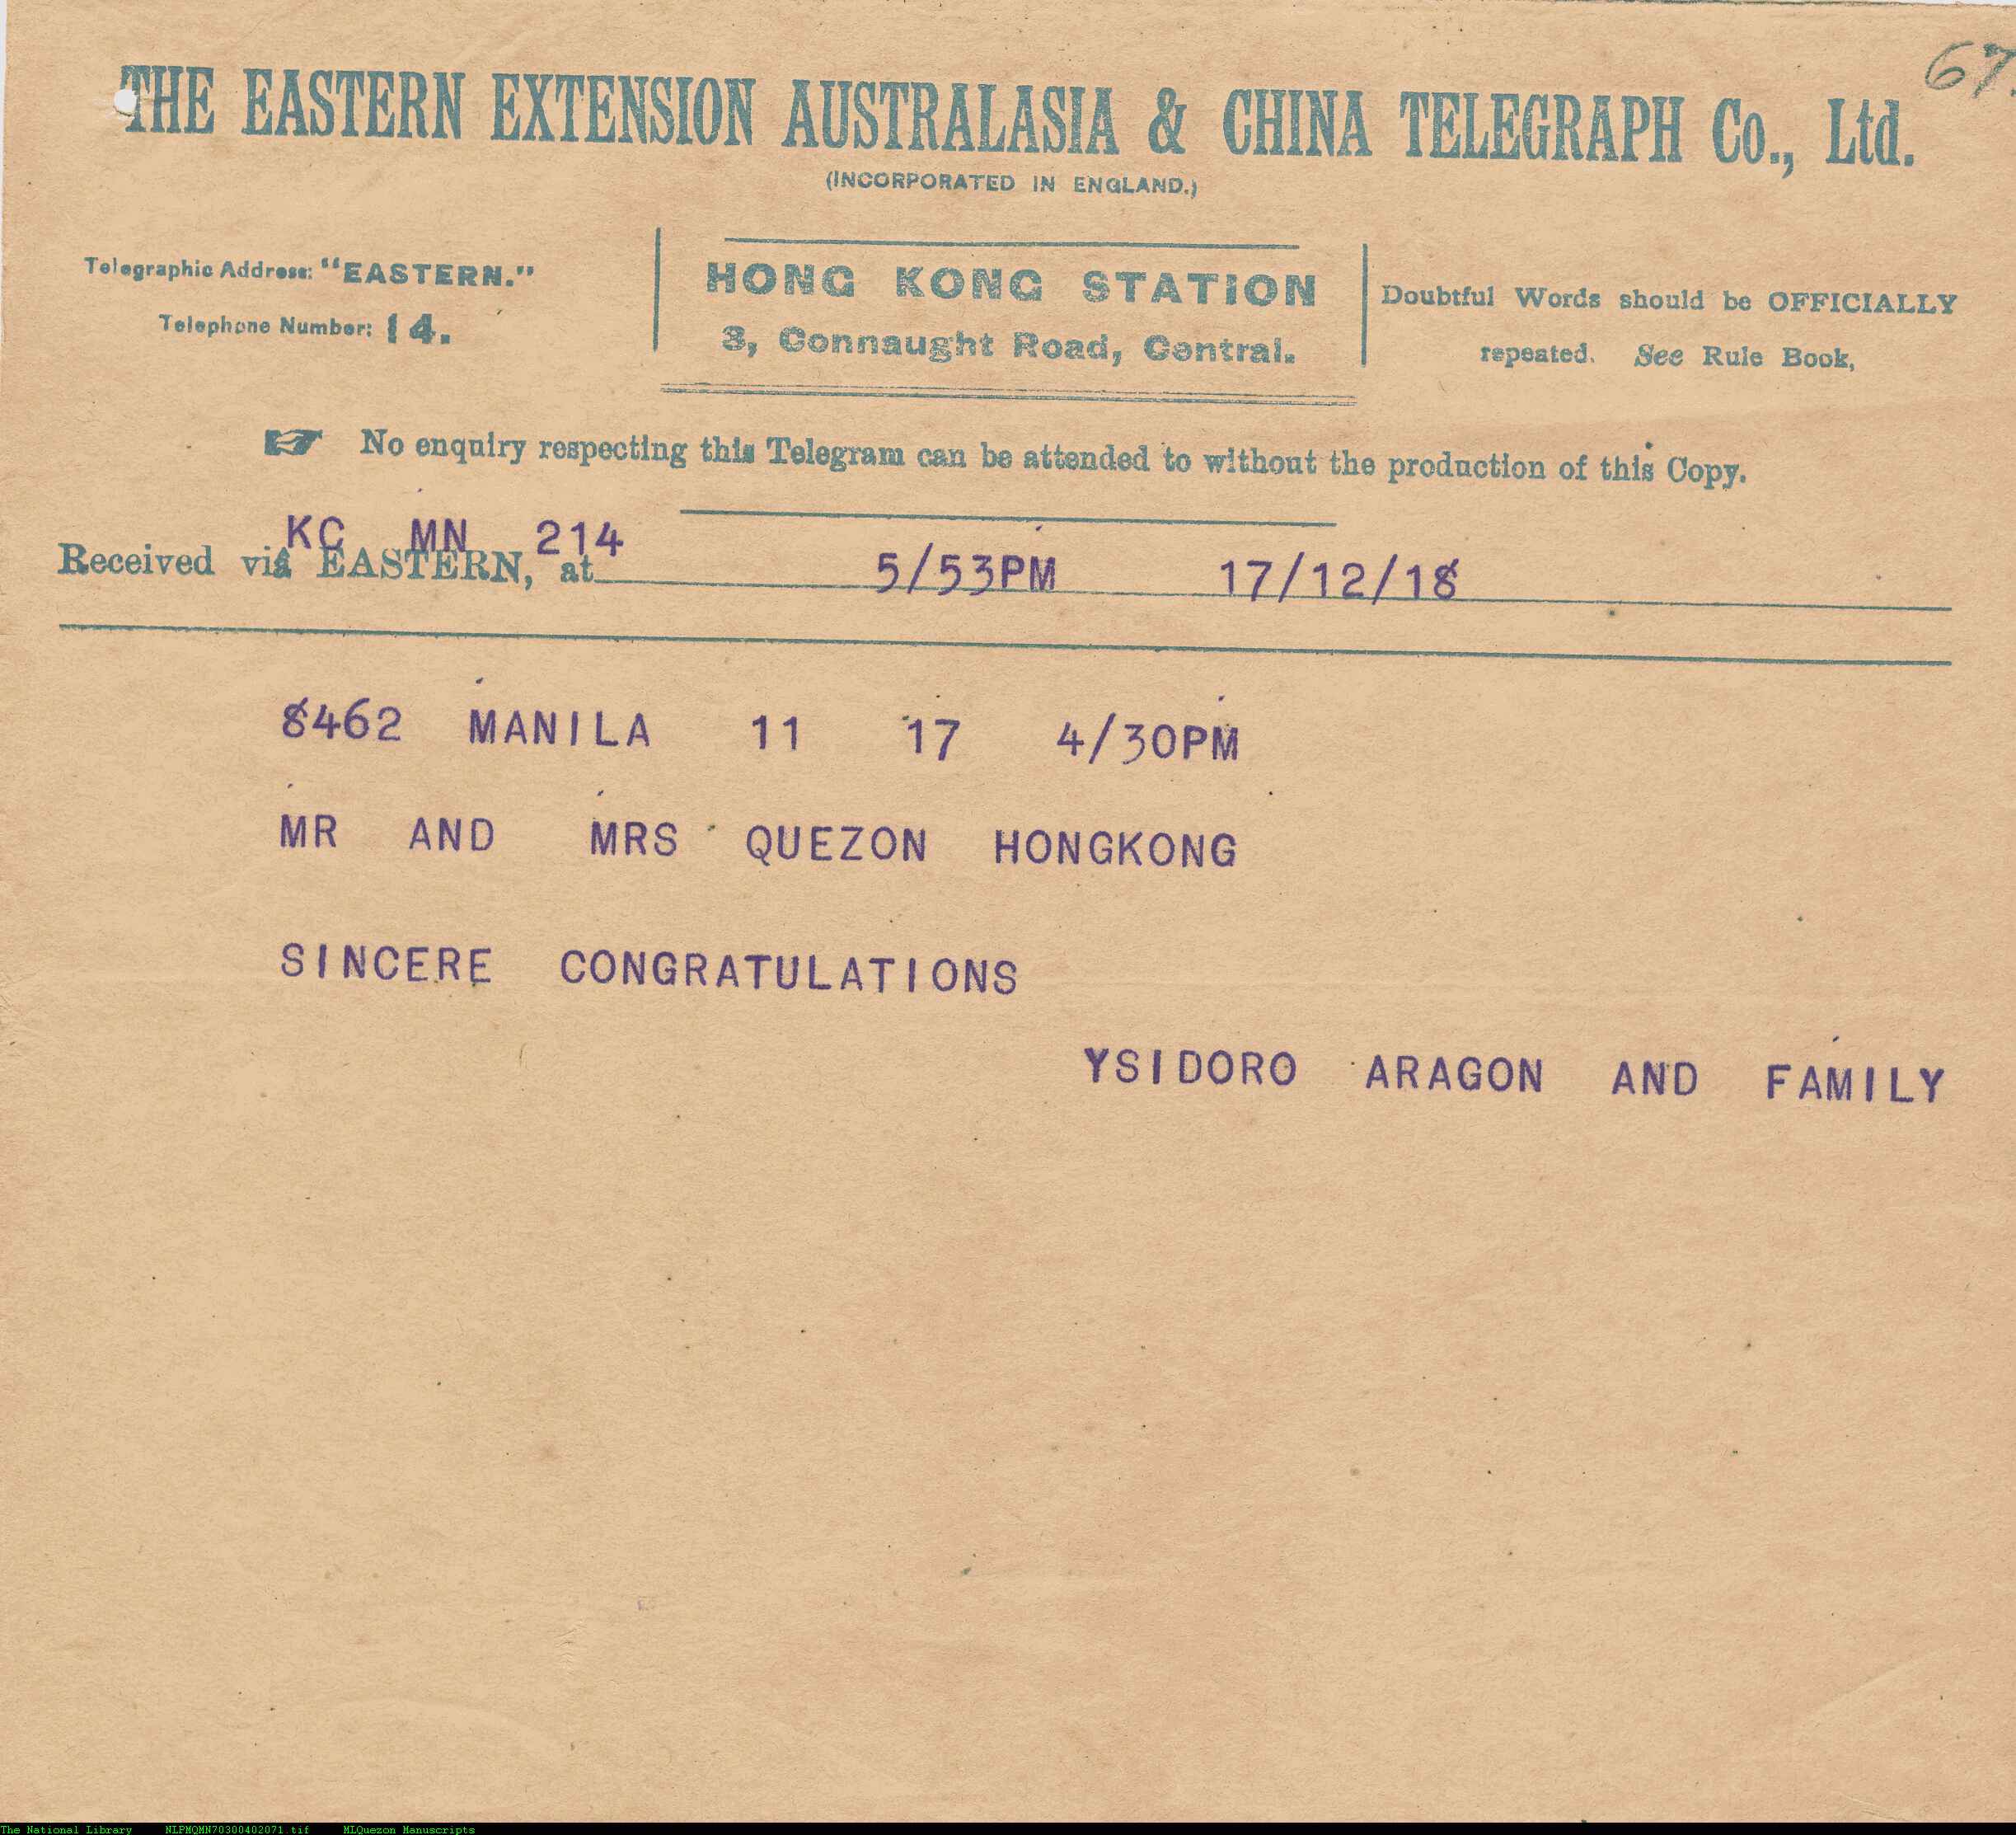 67.
THE EASTERN EXTENSION AUSTRALASIA & CHINA TELEGRAPH Co., Ltd.
(INCORPORATED IN ENGLAND.)
Telegraphic Address: "EASTERN."
Telephone Number: 14.
HONG KONG STATION
3, Connaught Road, Central.
Doubtful Words should be OFFICIALLY
repeated. See Rule Book,
☞ No enquiry respecting this Telegram can be attended to without the production of this Copy.
KC MN 214
Received viâ EASTERN, at 5/53PM 17/12/18
8462 MANILA 11 17 4/30PM
MR AND MRS QUEZON HONGKONG
SINCERE CONGRATULATIONS
YSIDORO ARAGON AND FAMILY
The National Library NLPMQMN70300402071.tif MLQuezon Manuscripts